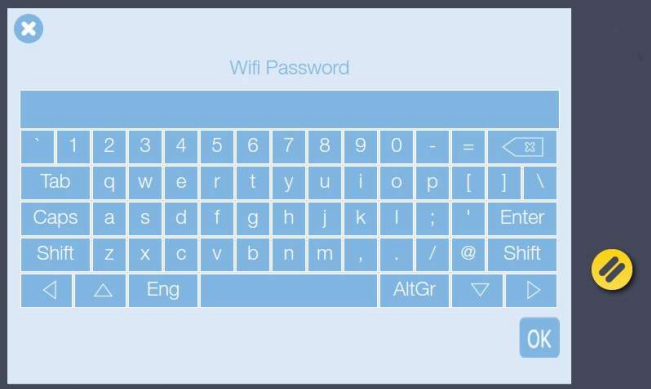 Wifi Password
` 1 2 3 4 5 6 7 8 9 0 - =
Tab q w e r t y u i o p [ ] \
Caps a s d f g h j k l ; ' Enter
Shift z x c v b n m , . / @ Shift
Eng AltGr
OK